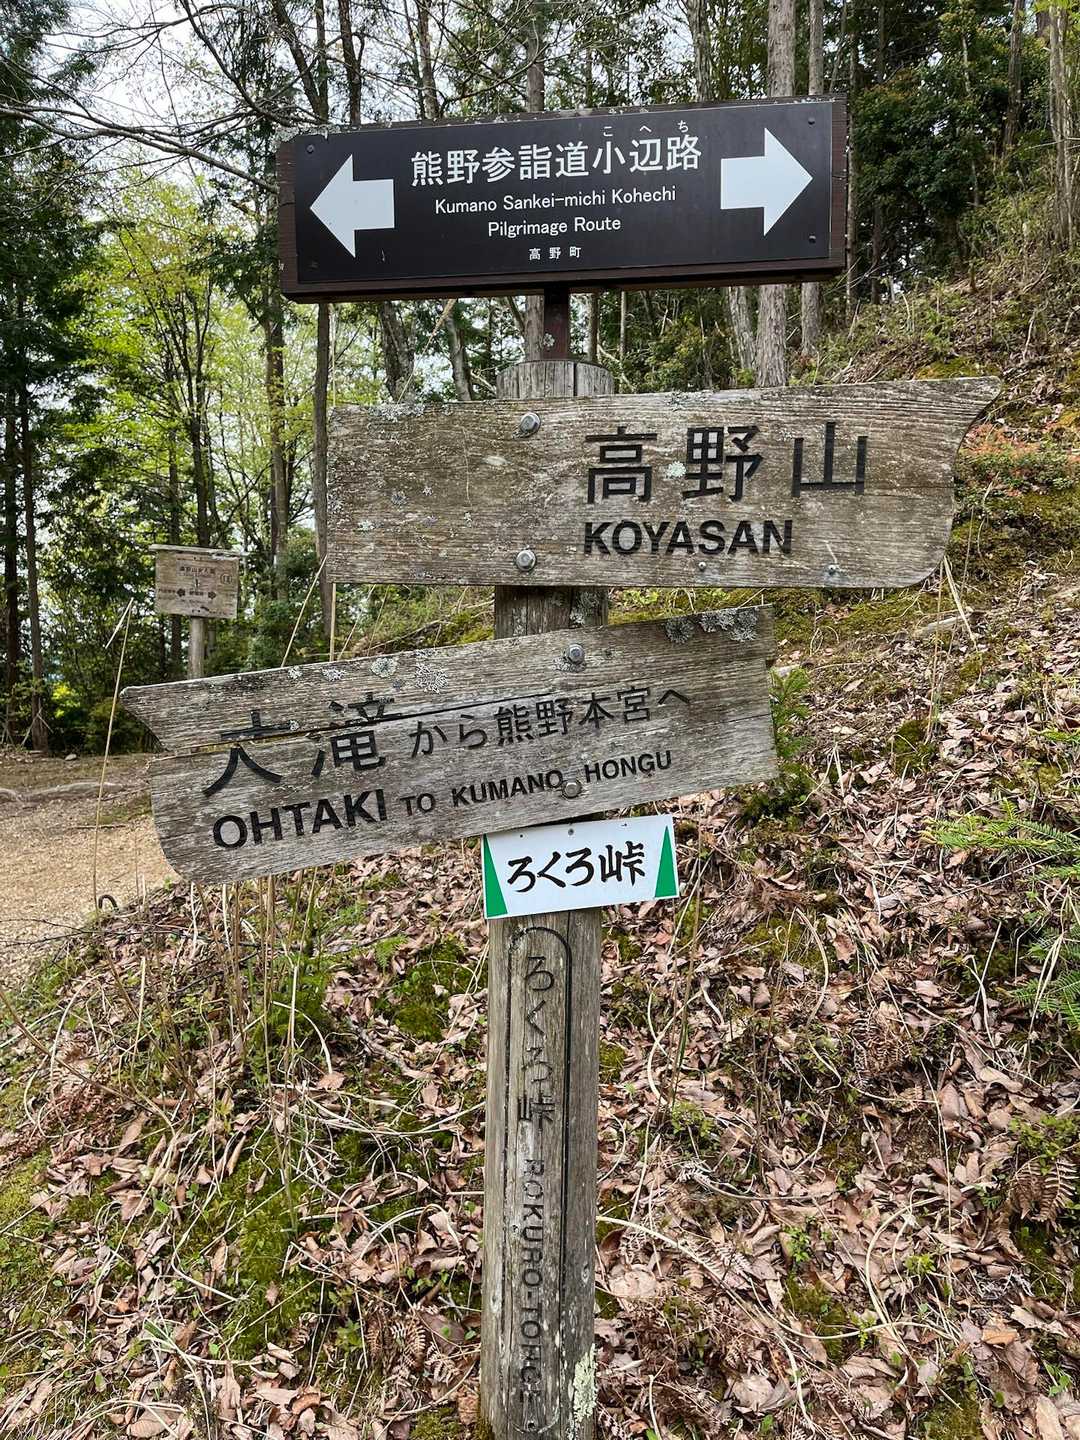 こへち
熊野参詣道小辺路
Kumano Sankei-michi Kohechi
Pilgrimage Route
高野町
高野山
KOYASAN
大滝から熊野本宮へ
OHTAKI TO KUMANO HONGU
ろくろ峠
ろくろ峠 ROKURO-TOHGE